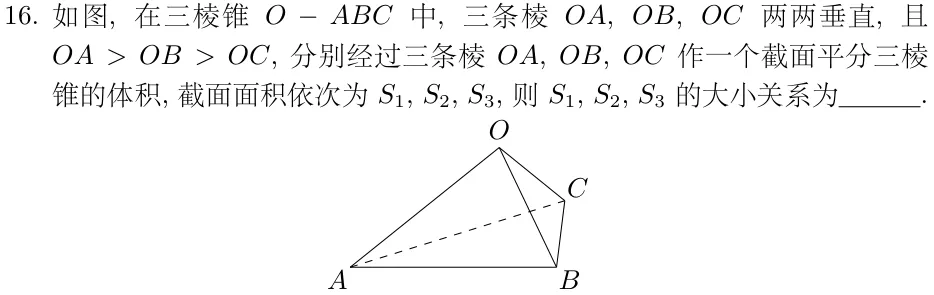 16. 如图, 在三棱锥 O − ABC 中, 三条棱 OA, OB, OC 两两垂直, 且
OA > OB > OC, 分别经过三条棱 OA, OB, OC 作一个截面平分三棱
锥的体积, 截面面积依次为 S₁, S₂, S₃, 则 S₁, S₂, S₃ 的大小关系为______.
O
C
A
B